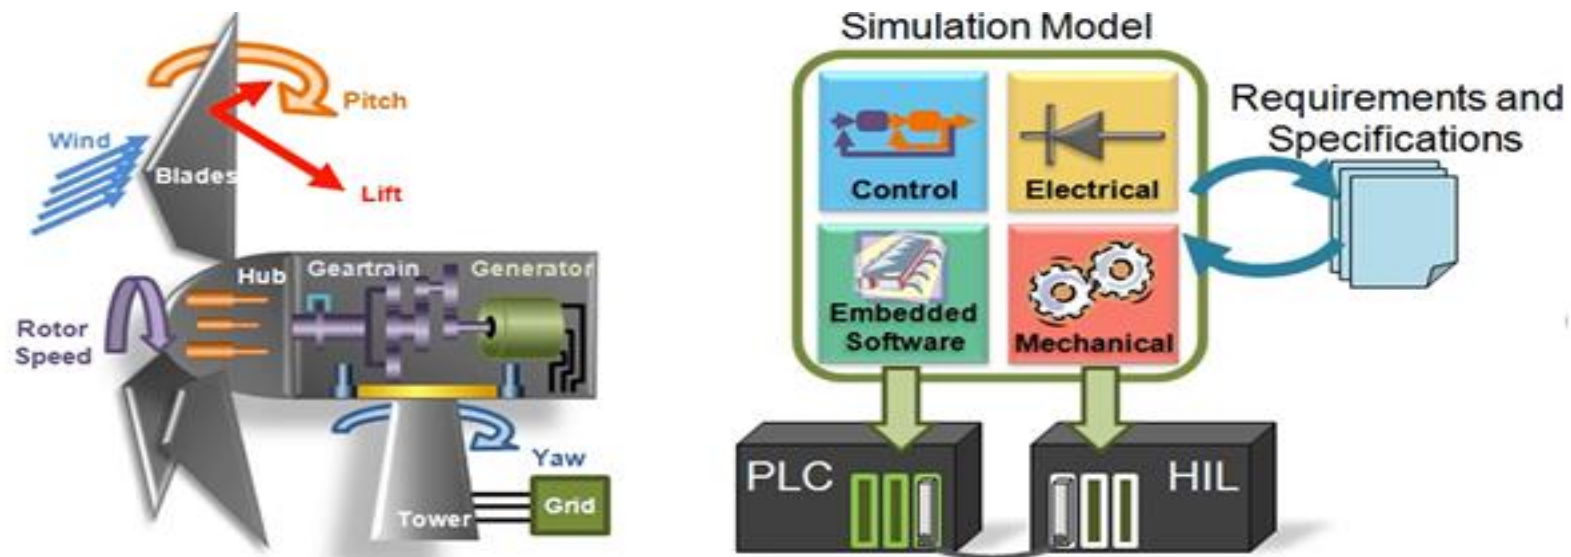 Pitch
Wind
Blades
Lift
Hub
Geartrain
Generator
Rotor
Speed
Yaw
Tower
Grid
Simulation Model
Control
Electrical
Embedded
Software
Mechanical
Requirements and
Specifications
PLC
HIL